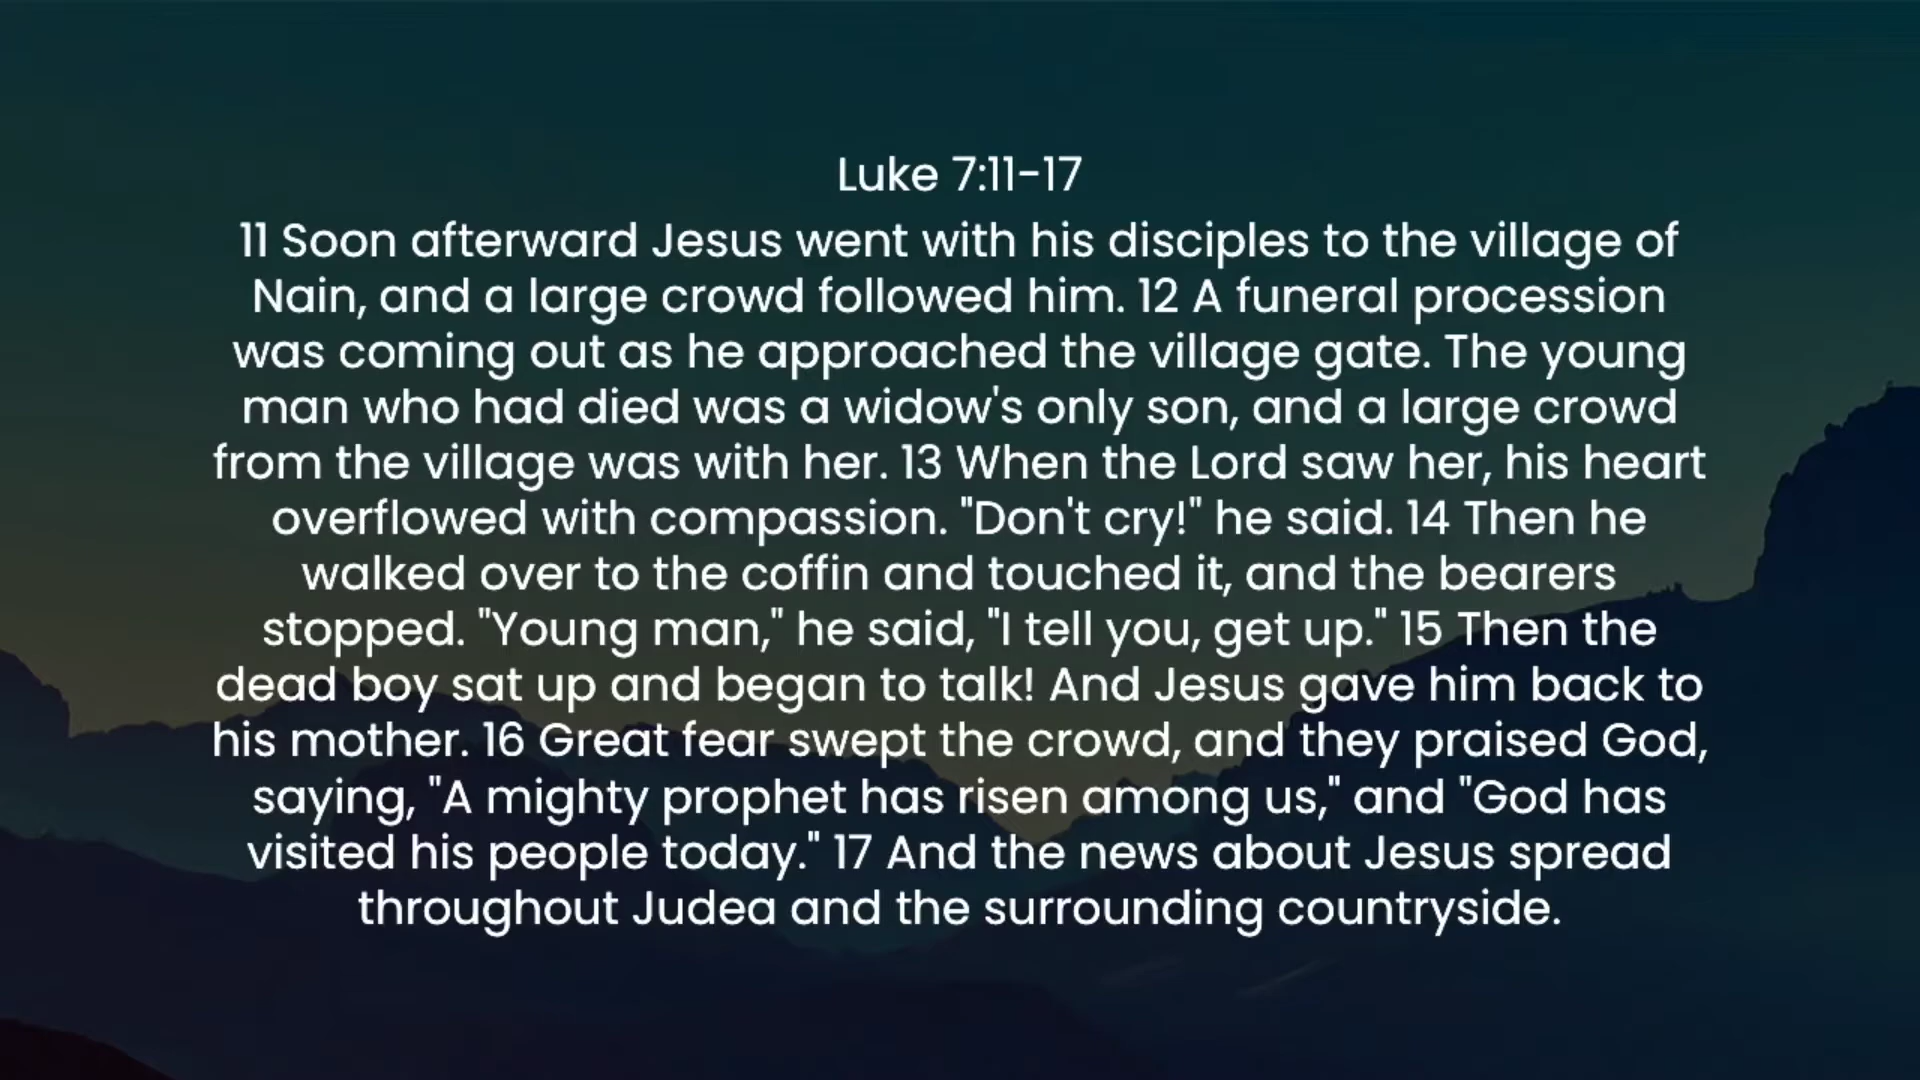 Luke 7:11-17
11 Soon afterward Jesus went with his disciples to the village of
Nain, and a large crowd followed him. 12 A funeral procession
was coming out as he approached the village gate. The young
man who had died was a widow's only son, and a large crowd
from the village was with her. 13 When the Lord saw her, his heart
overflowed with compassion. "Don't cry!" he said. 14 Then he
walked over to the coffin and touched it, and the bearers
stopped. "Young man," he said, "I tell you, get up." 15 Then the
dead boy sat up and began to talk! And Jesus gave him back to
his mother. 16 Great fear swept the crowd, and they praised God,
saying, "A mighty prophet has risen among us," and "God has
visited his people today." 17 And the news about Jesus spread
throughout Judea and the surrounding countryside.